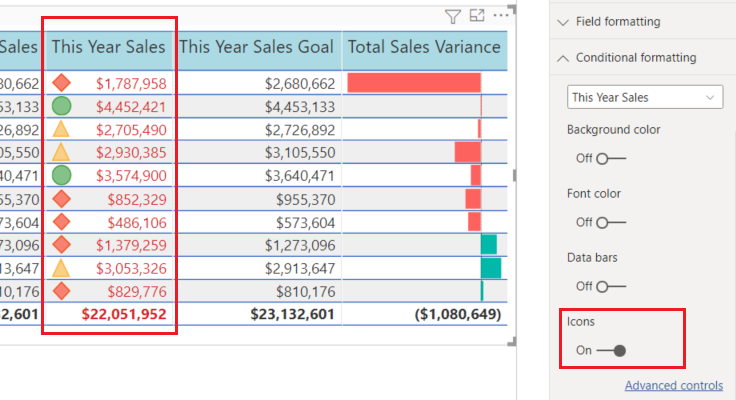 Sales This Year Sales This Year Sales Goal Total Sales Variance
80,662 $1,787,958 $2,680,662
53,133 $4,452,421 $4,453,133
26,892 $2,705,490 $2,726,892
05,550 $2,930,385 $3,105,550
40,471 $3,574,900 $3,640,471
55,370 $852,329 $955,370
73,604 $486,106 $573,604
73,096 $1,379,259 $1,273,096
13,647 $3,053,326 $2,913,647
10,176 $829,776 $810,176
2,601 $22,051,952 $23,132,601 ($1,080,649)
Field formatting
Conditional formatting
This Year Sales
Background color
Off
Font color
Off
Data bars
Off
Icons
On
Advanced controls